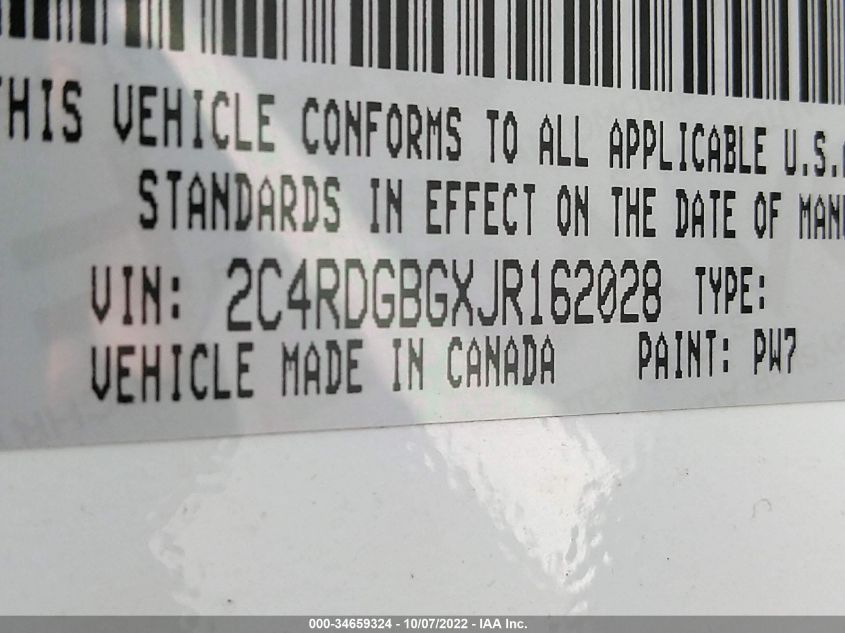 THIS VEHICLE CONFORMS TO ALL APPLICABLE U.S.
STANDARDS IN EFFECT ON THE DATE OF MANU
VIN: 2C4RDGBGXJR162028 TYPE:
VEHICLE MADE IN CANADA PAINT: PW7
000-34659324 - 10/07/2022 - IAA Inc.